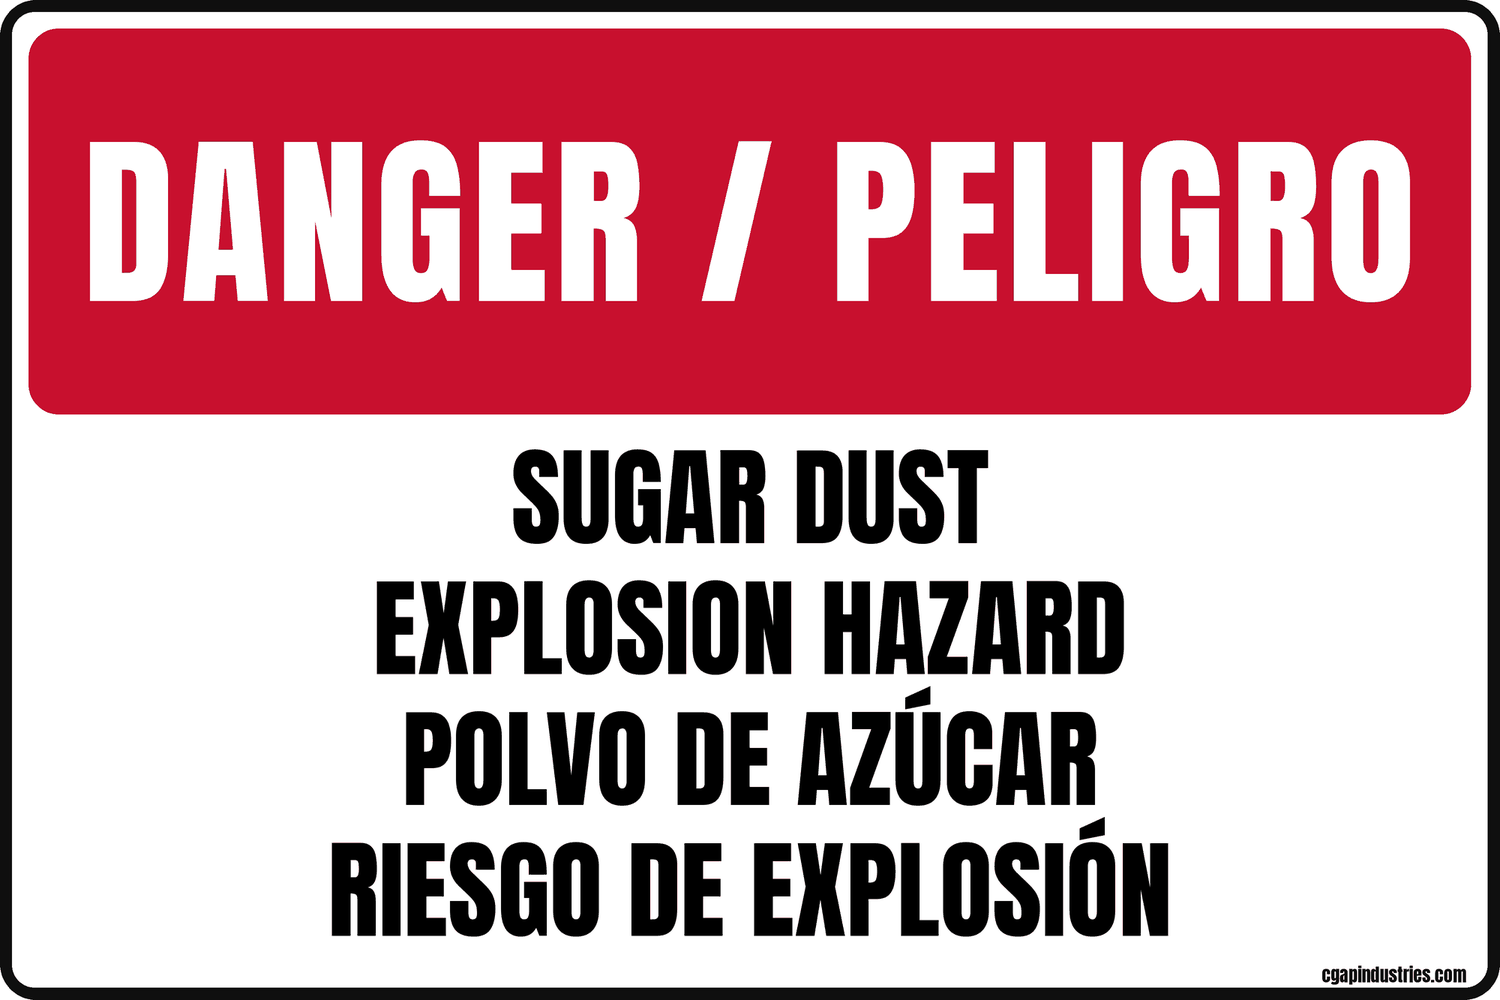 DANGER / PELIGRO
SUGAR DUST
EXPLOSION HAZARD
POLVO DE AZÚCAR
RIESGO DE EXPLOSIÓN
cgapindustries.com